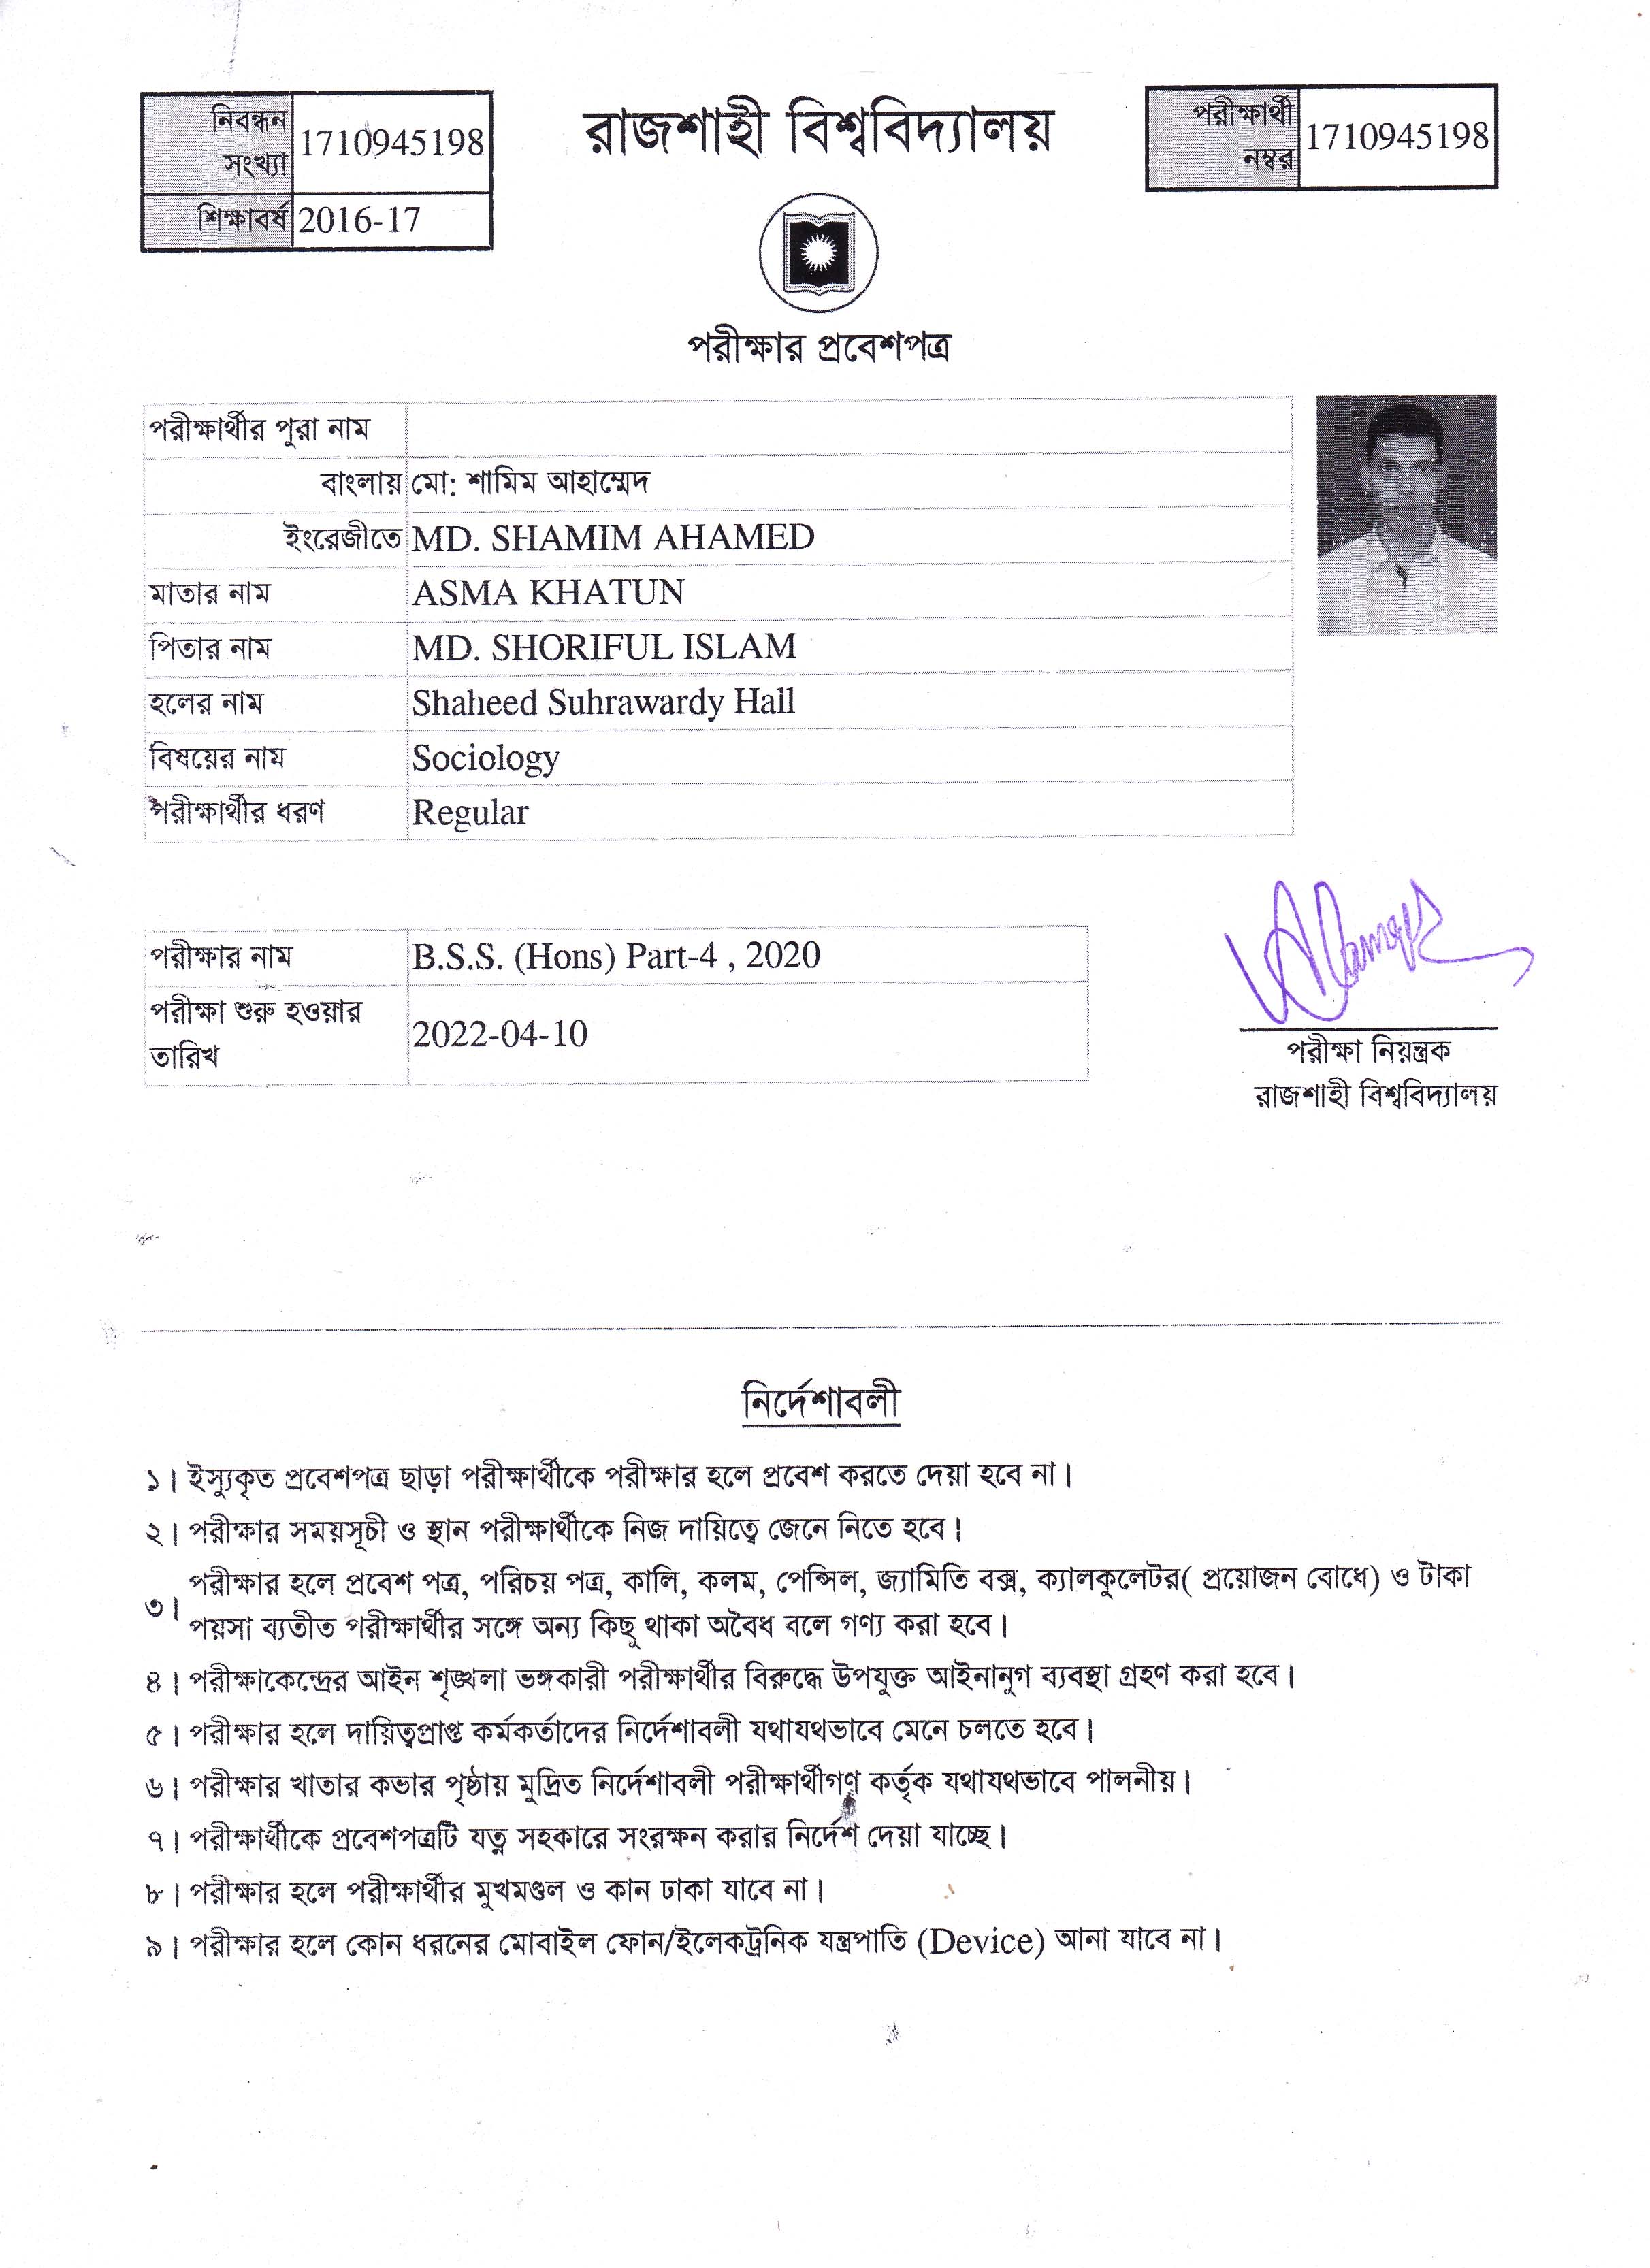 নিবন্ধন সংখ্যা 1710945198
শিক্ষাবর্ষ 2016-17
রাজশাহী বিশ্ববিদ্যালয়
পরীক্ষার্থী নম্বর 1710945198
পরীক্ষার প্রবেশপত্র
পরীক্ষার্থীর পুরা নাম
বাংলায় মো: শামিম আহাম্মেদ
ইংরেজীতে MD. SHAMIM AHAMED
মাতার নাম ASMA KHATUN
পিতার নাম MD. SHORIFUL ISLAM
হলের নাম Shaheed Suhrawardy Hall
বিষয়ের নাম Sociology
পরীক্ষার্থীর ধরণ Regular
পরীক্ষার নাম B.S.S. (Hons) Part-4 , 2020
পরীক্ষা শুরু হওয়ার তারিখ 2022-04-10
পরীক্ষা নিয়ন্ত্রক
রাজশাহী বিশ্ববিদ্যালয়
নির্দেশাবলী
১। ইস্যুকৃত প্রবেশপত্র ছাড়া পরীক্ষার্থীকে পরীক্ষার হলে প্রবেশ করতে দেয়া হবে না।
২। পরীক্ষার সময়সূচী ও স্থান পরীক্ষার্থীকে নিজ দায়িত্বে জেনে নিতে হবে।
৩। পরীক্ষার হলে প্রবেশ পত্র, পরিচয় পত্র, কালি, কলম, পেন্সিল, জ্যামিতি বক্স, ক্যালকুলেটর( প্রয়োজন বোধে) ও টাকা
পয়সা ব্যতীত পরীক্ষার্থীর সঙ্গে অন্য কিছু থাকা অবৈধ বলে গণ্য করা হবে।
৪। পরীক্ষাকেন্দ্রের আইন শৃঙ্খলা ভঙ্গকারী পরীক্ষার্থীর বিরুদ্ধে উপযুক্ত আইনানুগ ব্যবস্থা গ্রহণ করা হবে।
৫। পরীক্ষার হলে দায়িত্বপ্রাপ্ত কর্মকর্তাদের নির্দেশাবলী যথাযথভাবে মেনে চলতে হবে।
৬। পরীক্ষার খাতার কভার পৃষ্ঠায় মুদ্রিত নির্দেশাবলী পরীক্ষার্থীগণ কর্তৃক যথাযথভাবে পালনীয়।
৭। পরীক্ষার্থীকে প্রবেশপত্রটি যত্ন সহকারে সংরক্ষন করার নির্দেশ দেয়া যাচ্ছে।
৮। পরীক্ষার হলে পরীক্ষার্থীর মুখমণ্ডল ও কান ঢাকা যাবে না।
৯। পরীক্ষার হলে কোন ধরনের মোবাইল ফোন/ইলেকট্রনিক যন্ত্রপাতি (Device) আনা যাবে না।